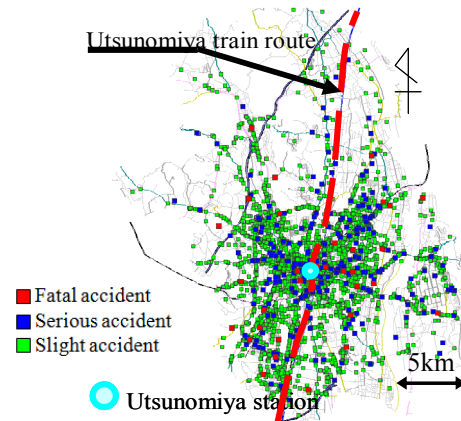 Utsunomiya train route
Fatal accident
Serious accident
Slight accident
5km
Utsunomiya station